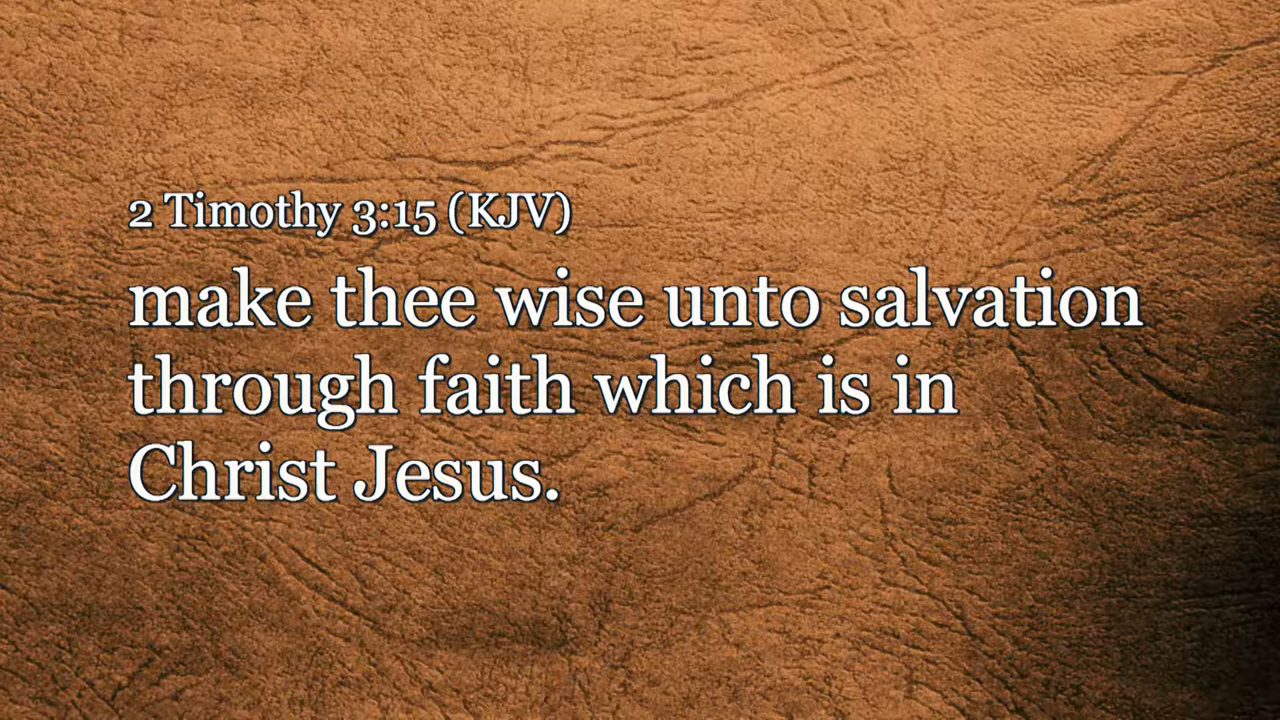 2 Timothy 3:15 (KJV)
make thee wise unto salvation
through faith which is in
Christ Jesus.